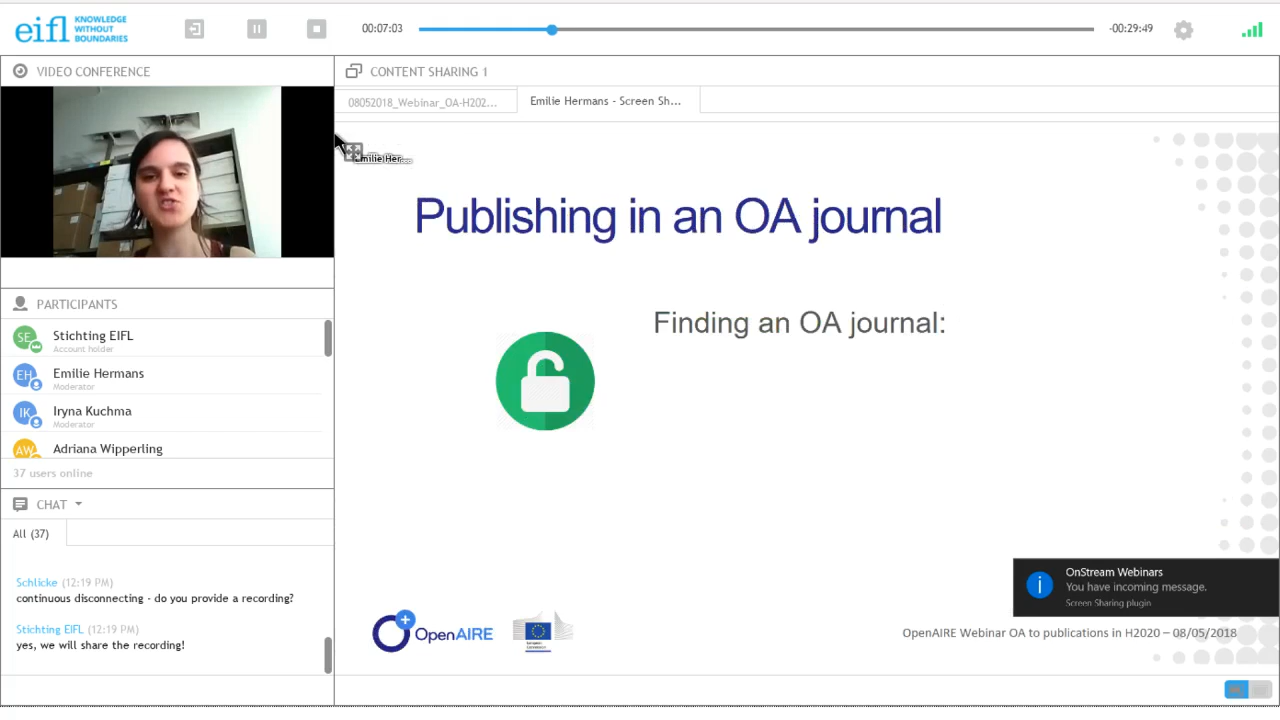 eifl KNOWLEDGE
WITHOUT
BOUNDARIES
00:07:03
-00:29:49
VIDEO CONFERENCE
CONTENT SHARING 1
08052018_Webinar_OA-H202...
Emilie Hermans - Screen Sh...
Emilie Her...
Publishing in an OA journal
Finding an OA journal:
PARTICIPANTS
SE Stichting EIFL
Account holder
EH Emilie Hermans
Moderator
IK Iryna Kuchma
Moderator
AW Adriana Wipperling
37 users online
CHAT
All (37)
Schlicke (12:19 PM)
continuous disconnecting - do you provide a recording?
Stichting EIFL (12:19 PM)
yes, we will share the recording!
OnStream Webinars
You have incoming message.
Screen Sharing plugin
OpenAIRE
OpenAIRE Webinar OA to publications in H2020 – 08/05/2018